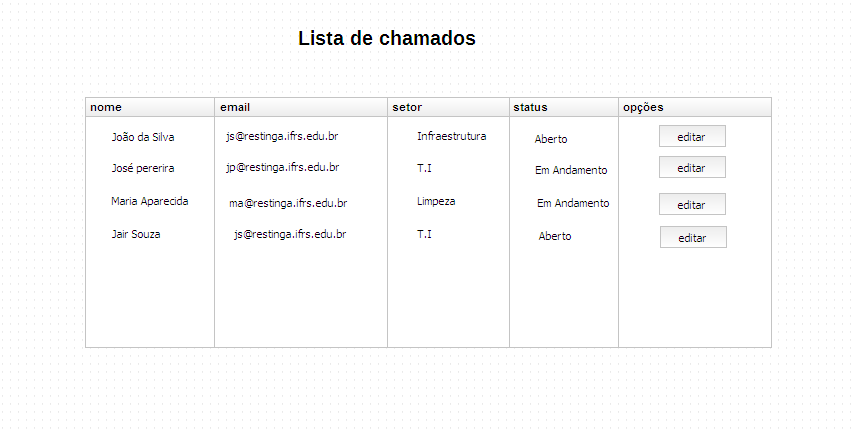 Lista de chamados
nome email setor status opções
João da Silva js@restinga.ifrs.edu.br Infraestrutura Aberto editar
José pererira jp@restinga.ifrs.edu.br T.I Em Andamento editar
Maria Aparecida ma@restinga.ifrs.edu.br Limpeza Em Andamento editar
Jair Souza js@restinga.ifrs.edu.br T.I Aberto editar